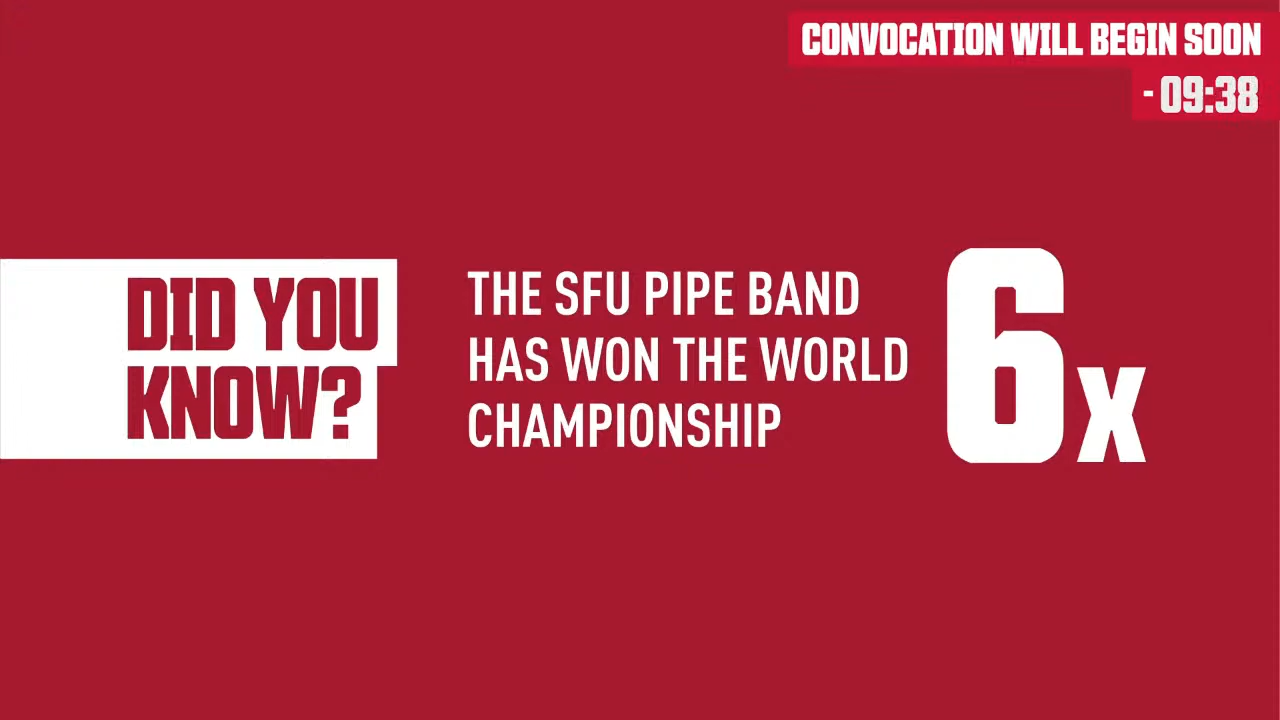 CONVOCATION WILL BEGIN SOON
- 09:38
DID YOU
KNOW?
THE SFU PIPE BAND
HAS WON THE WORLD
CHAMPIONSHIP
6x